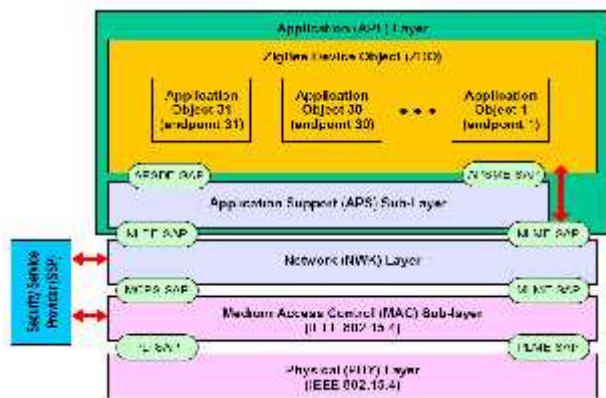 Application (APL) Layer
ZigBee Device Object (ZDO)
Application
Object 31
(endpoint 31)
Application
Object 30
(endpoint 30)
Application
Object 1
(endpoint 1)
APSDE SAP
APSME SAP
Application Support (APS) Sub-Layer
SAP
MLME SAP
Security Service
Provider (SSP)
Network (NWK) Layer
MCPS SAP
MLME SAP
Medium Access Control (MAC) Sub-layer
(IEEE 802.15.4)
SAP
PLME SAP
Physical (PHY) Layer
(IEEE 802.15.4)